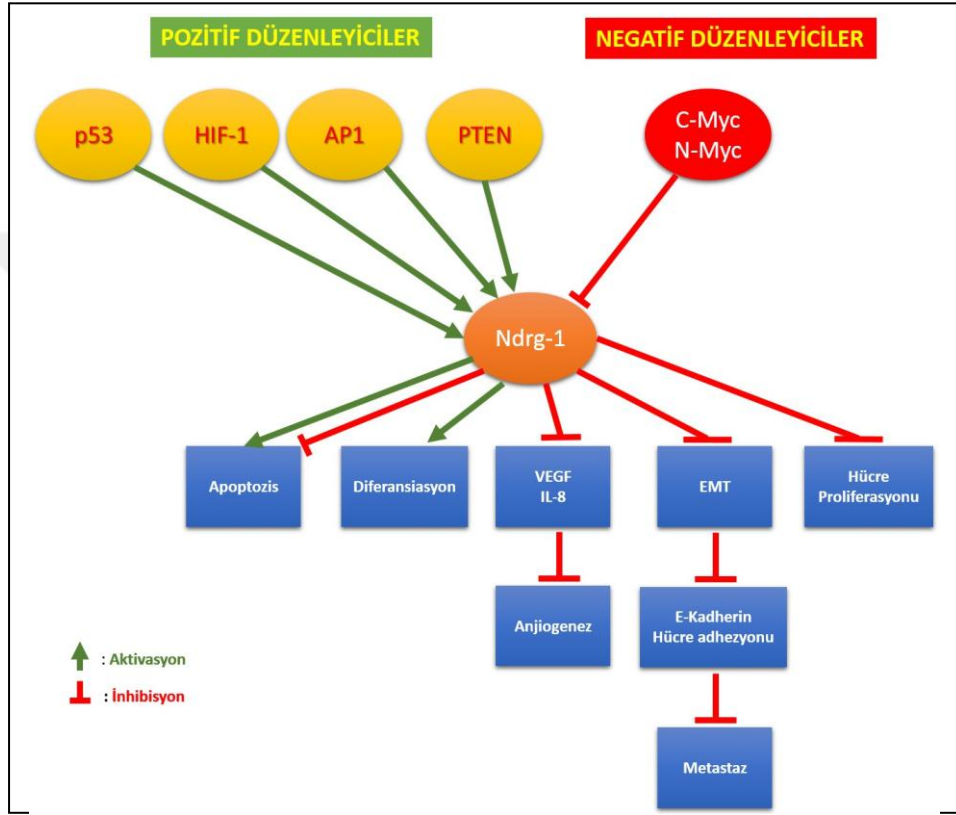 POZİTİF DÜZENLEYİCİLER
NEGATİF DÜZENLEYİCİLER
p53
HIF-1
AP1
PTEN
C-Myc
N-Myc
Ndrg-1
Apoptozis
Diferansiasyon
VEGF
IL-8
EMT
Hücre
Proliferasyonu
Anjiogenez
E-Kadherin
Hücre adhezyonu
: Aktivasyon
: İnhibisyon
Metastaz